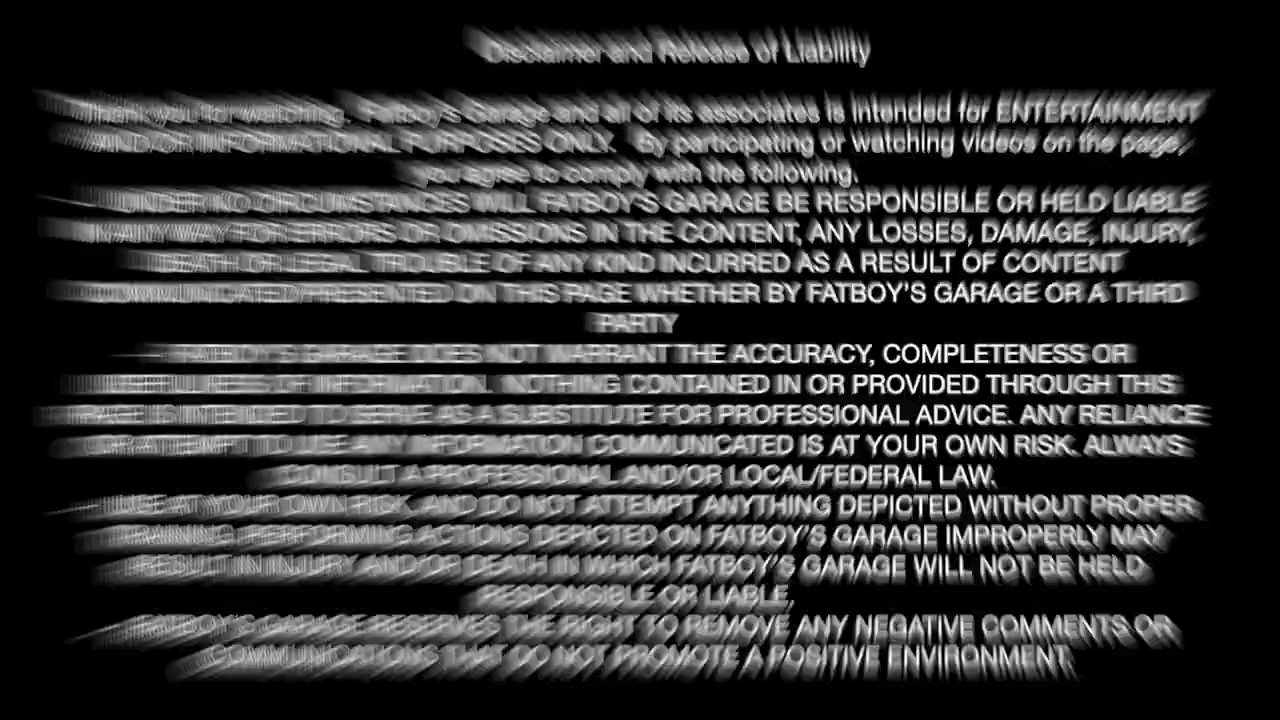 Disclaimer and Release of Liability
Thank you for watching. Fatboy's Garage and all of its associates is intended for ENTERTAINMENT
AND/OR INFORMATIONAL PURPOSES ONLY. By participating or watching videos on the page,
you agree to comply with the following.
UNDER NO CIRCUMSTANCES WILL FATBOY'S GARAGE BE RESPONSIBLE OR HELD LIABLE
IN ANY WAY FOR ERRORS OR OMISSIONS IN THE CONTENT, ANY LOSSES, DAMAGE, INJURY,
DEATH OR LEGAL TROUBLE OF ANY KIND INCURRED AS A RESULT OF CONTENT
COMMUNICATED/PRESENTED ON THIS PAGE WHETHER BY FATBOY'S GARAGE OR A THIRD
PARTY
FATBOY'S GARAGE DOES NOT WARRANT THE ACCURACY, COMPLETENESS OR
USEFULLNESS OF INFORMATION. NOTHING CONTAINED IN OR PROVIDED THROUGH THIS
PAGE IS INTENDED TO SERVE AS A SUBSTITUTE FOR PROFESSIONAL ADVICE. ANY RELIANCE
OR ATTEMPT TO USE ANY INFORMATION COMMUNICATED IS AT YOUR OWN RISK. ALWAYS
CONSULT A PROFESSIONAL AND/OR LOCAL/FEDERAL LAW.
USE AT YOUR OWN RISK AND DO NOT ATTEMPT ANYTHING DEPICTED WITHOUT PROPER
TRAINING. PERFORMING ACTIONS DEPICTED ON FATBOY'S GARAGE IMPROPERLY MAY
RESULT IN INJURY AND/OR DEATH IN WHICH FATBOY'S GARAGE WILL NOT BE HELD
RESPONSIBLE OR LIABLE.
FATBOY'S GARAGE RESERVES THE RIGHT TO REMOVE ANY NEGATIVE COMMENTS OR
COMMUNICATIONS THAT DO NOT PROMOTE A POSITIVE ENVIRONMENT.